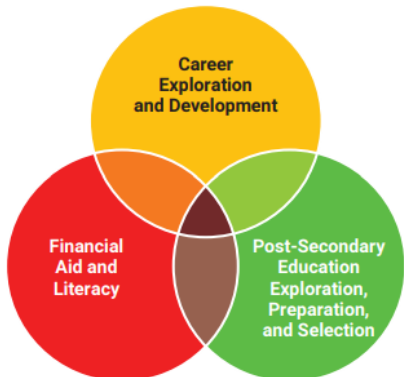 Career
Exploration
and Development
Financial
Aid and
Literacy
Post-Secondary
Education
Exploration,
Preparation,
and Selection